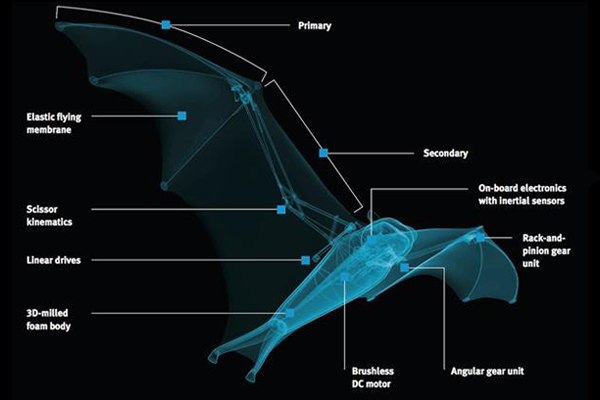 Primary
Elastic flying
membrane
Secondary
On-board electronics
with inertial sensors
Scissor
kinematics
Rack-and-
pinion gear
unit
Linear drives
3D-milled
foam body
Brushless
DC motor
Angular gear unit